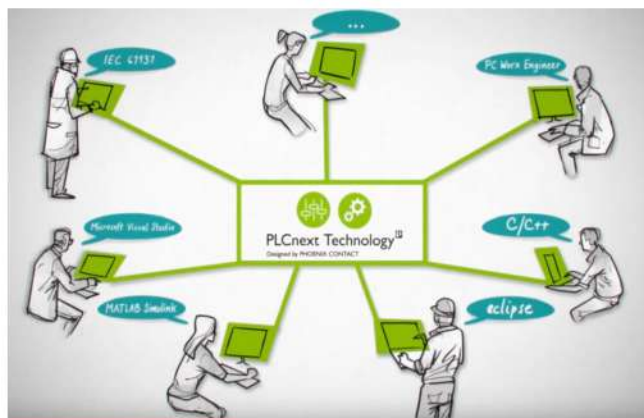 ...
IEC 61131
PC Worx Engineer
PLCnext Technology
Designed by PHOENIX CONTACT
Microsoft Visual Studio
C/C++
MATLAB Simulink
eclipse